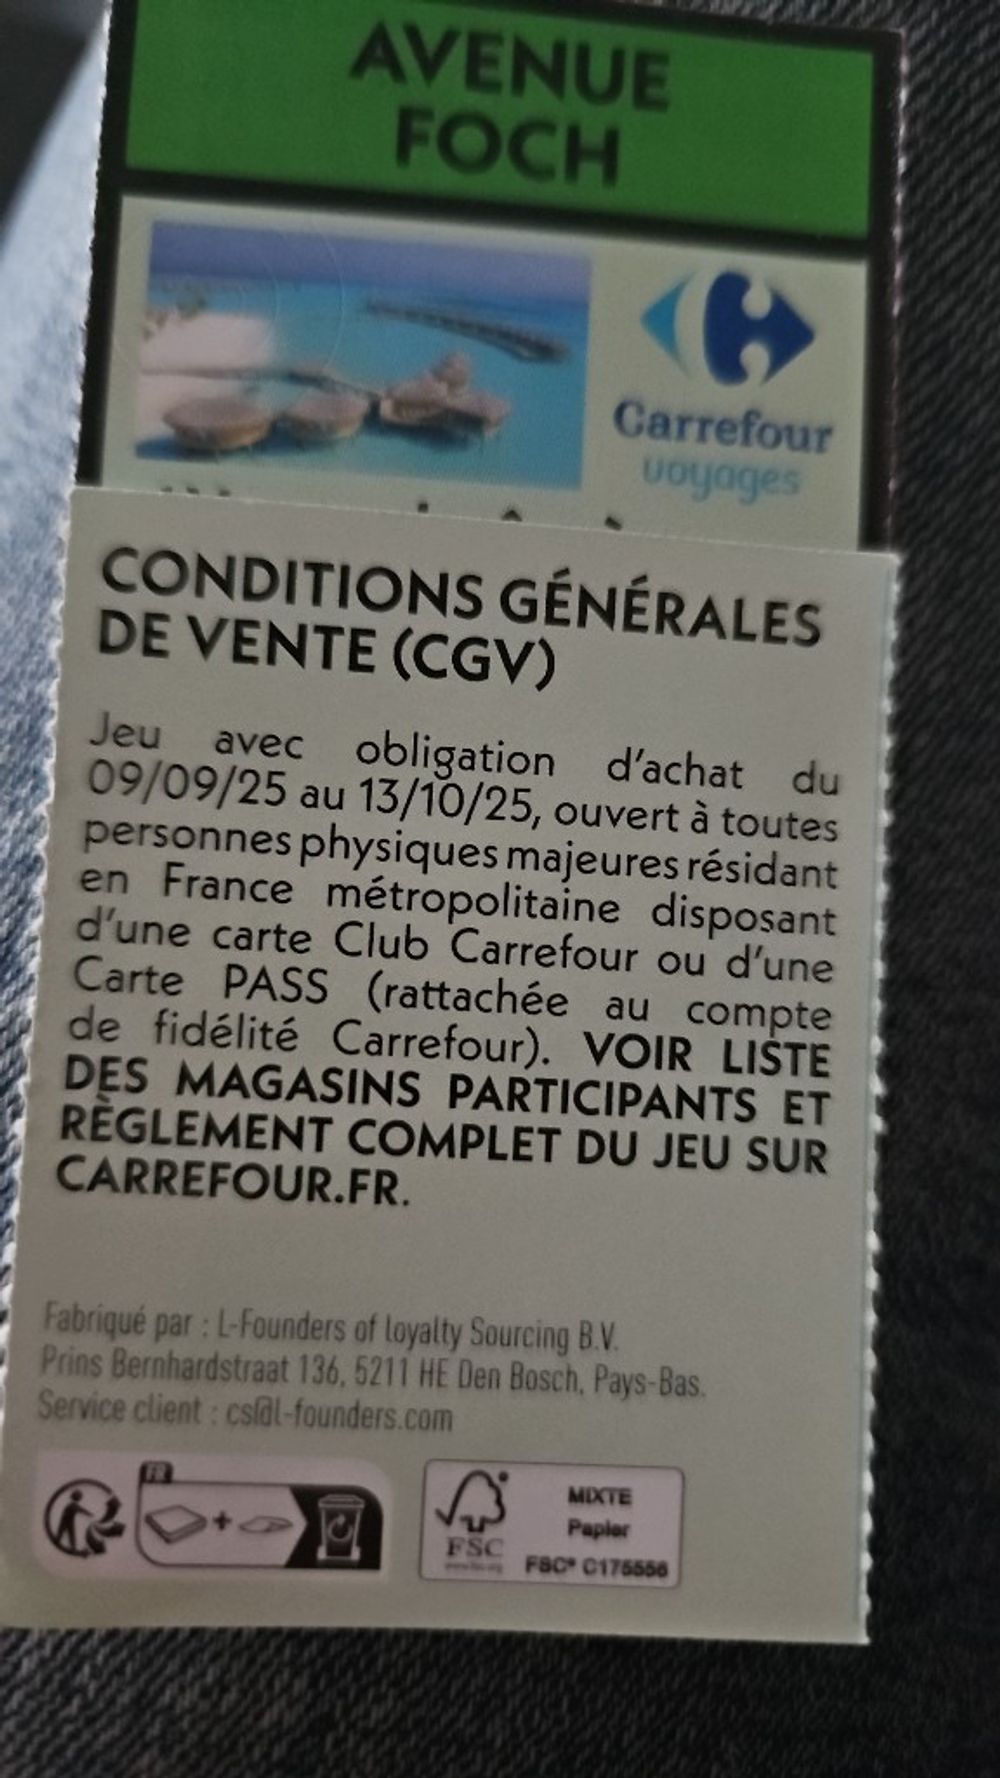 AVENUE
FOCH
Carrefour
voyages
CONDITIONS GÉNÉRALES
DE VENTE (CGV)
Jeu avec obligation d'achat du
09/09/25 au 13/10/25, ouvert à toutes
personnes physiques majeures résidant
en France métropolitaine disposant
d'une carte Club Carrefour ou d'une
Carte PASS (rattachée au compte
de fidélité Carrefour). VOIR LISTE
DES MAGASINS PARTICIPANTS ET
RÈGLEMENT COMPLET DU JEU SUR
CARREFOUR.FR.
Fabriqué par : L-Founders of loyalty Sourcing B.V.
Prins Bernhardstraat 136, 5211 HE Den Bosch, Pays-Bas.
Service client : cs@l-founders.com
FR
FSC
MIXTE
Papier
FSC® C175556